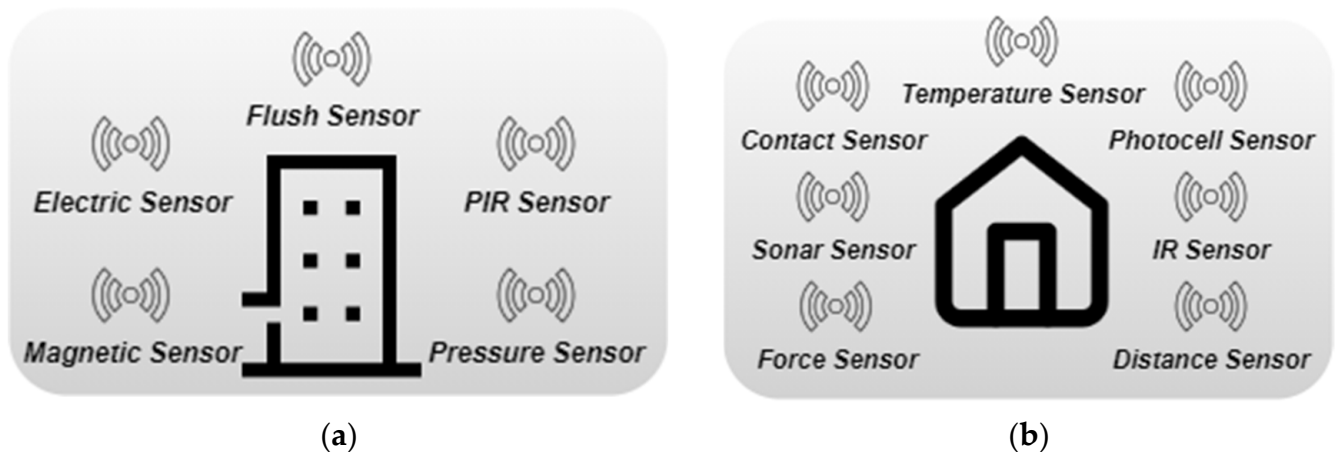 Flush Sensor
Electric Sensor
PIR Sensor
Magnetic Sensor
Pressure Sensor
(a)
Temperature Sensor
Contact Sensor
Photocell Sensor
Sonar Sensor
IR Sensor
Force Sensor
Distance Sensor
(b)